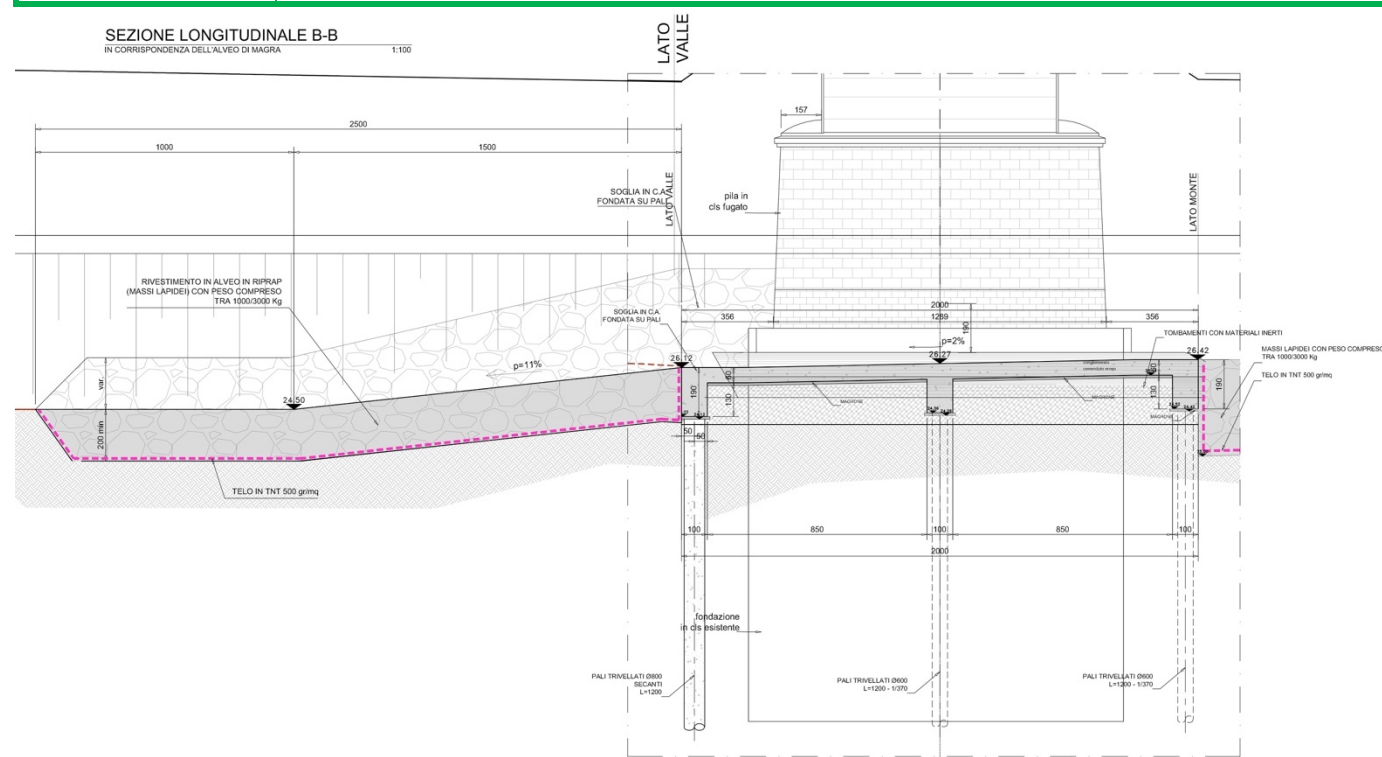 SEZIONE LONGITUDINALE B-B
IN CORRISPONDENZA DELL'ALVEO DI MAGRA
1:100
LATO
VALLE
157
2500
1000
1500
SOGLIA IN C.A.
FONDATA SU PALI
LATO VALLE
pila in
cls fugato
LATO MONTE
RIVESTIMENTO IN ALVEO IN RIPRAP
(MASSI LAPIDEI) CON PESO COMPRESO
TRA 1000/3000 Kg
SOGLIA IN C.A.
FONDATA SU PALI
2000
356
1289
356
190
TOMBAMENTI CON MATERIALI INERTI
MASSI LAPIDEI CON PESO COMPRESO
TRA 1000/3000 Kg
TELO IN TNT 500 gr/mq
p=2%
26.12
26.27
26.42
p=11%
24.50
var.
200 min
190
60
130
60
130
190
MAGRONE
MAGRONE
MAGRONE
50
50
TELO IN TNT 500 gr/mq
100
850
100
850
100
2000
fondazione
in cls esistente
PALI TRIVELLATI Ø800
SECANTI
L=1200
PALI TRIVELLATI Ø600
L=1200 - 1/370
PALI TRIVELLATI Ø600
L=1200 - 1/370